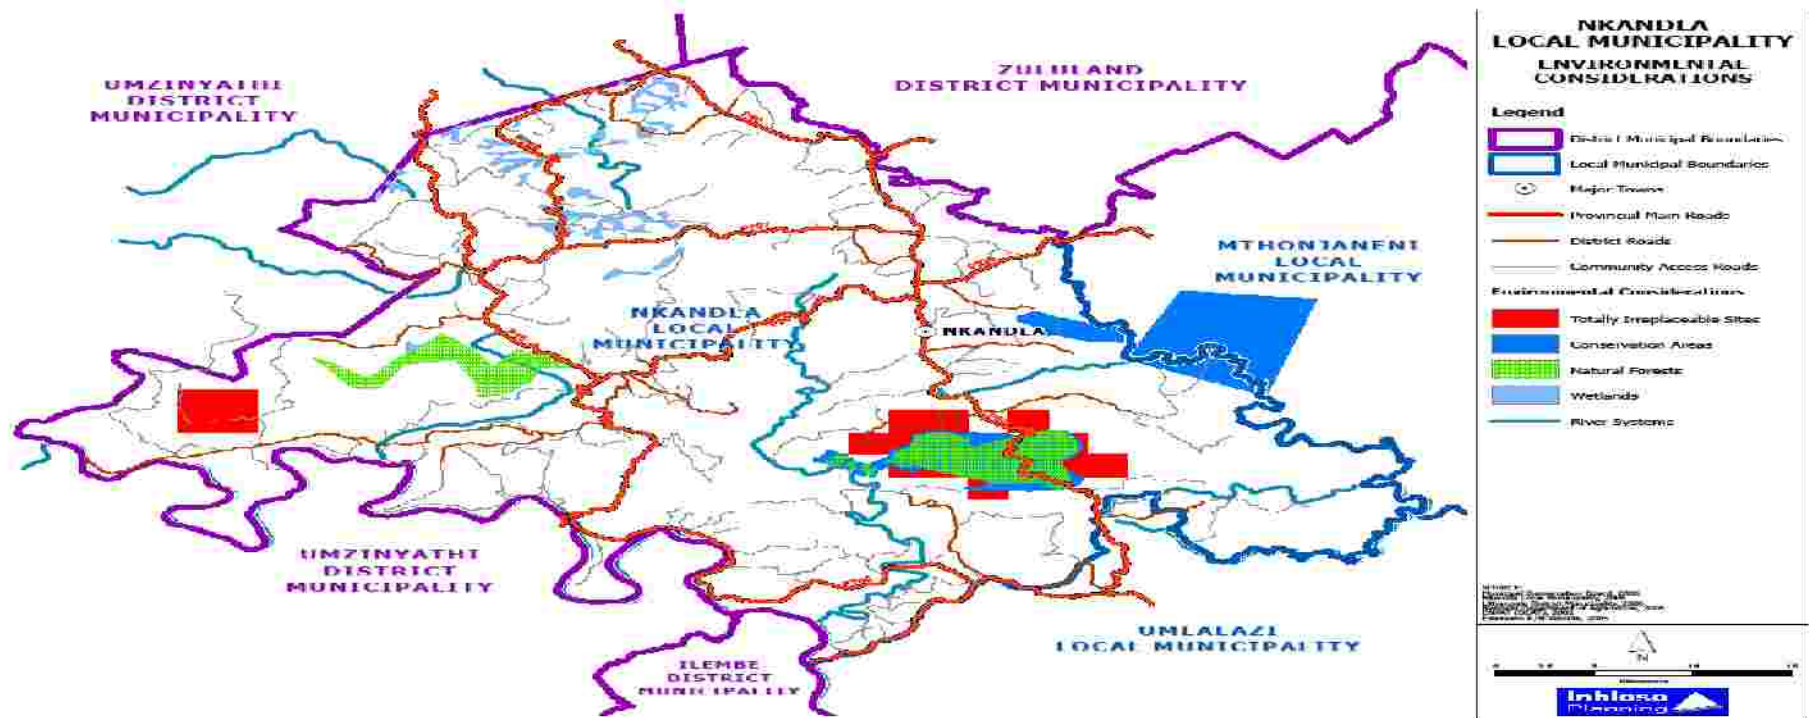 UMZINYATHI
DISTRICT
MUNICIPALITY
ZULULAND
DISTRICT MUNICIPALITY
MTHONJANENI
LOCAL
MUNICIPALITY
NKANDLA
LOCAL
MUNICIPALITY
NKANDLA
UMZINYATHI
DISTRICT
MUNICIPALITY
UMLALAZI
LOCAL MUNICIPALITY
ILEMBE
DISTRICT
MUNICIPALITY
NKANDLA
LOCAL MUNICIPALITY
ENVIRONMENTAL
CONSIDERATIONS
Legend
District Municipal Boundaries
Local Municipal Boundaries
Major Towns
Provincial Main Roads
District Roads
Community Access Roads
Environmental Considerations
Totally Irreplaceable Sites
Conservation Areas
Natural Forests
Wetlands
River Systems
N
Inhlaso
Planning